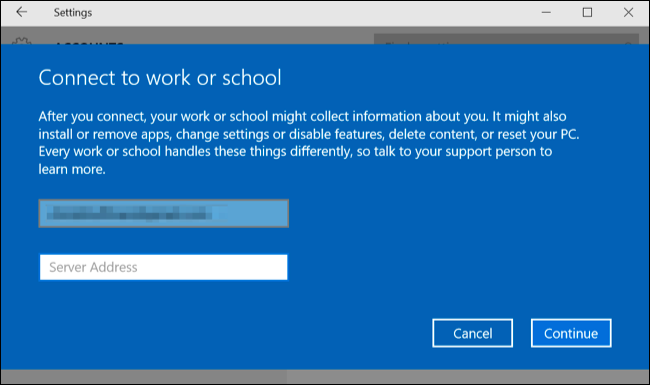 Settings
ACCOUNTS
Connect to work or school
After you connect, your work or school might collect information about you. It might also
install or remove apps, change settings or disable features, delete content, or reset your PC.
Every work or school handles these things differently, so talk to your support person to
learn more.
Server Address
Cancel
Continue